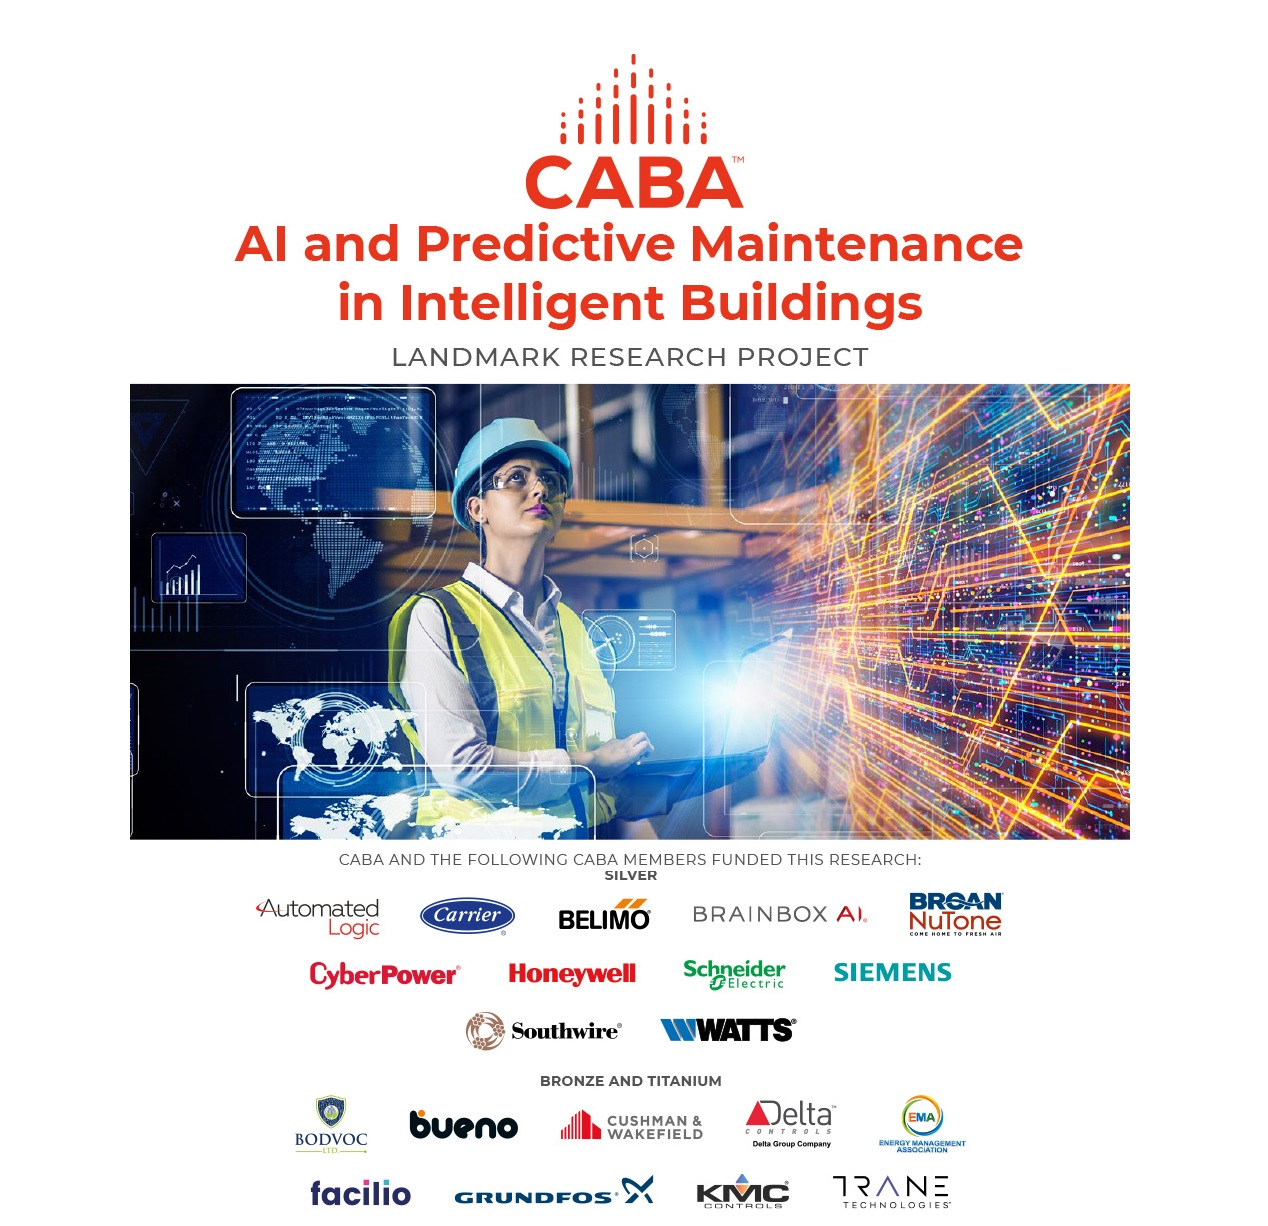 CABA™
AI and Predictive Maintenance
in Intelligent Buildings
LANDMARK RESEARCH PROJECT
CABA AND THE FOLLOWING CABA MEMBERS FUNDED THIS RESEARCH:
SILVER
Automated Logic
Carrier®
BELIMO®
BRAINBOX AI®
BROAN®
NuTone
COME HOME TO FRESH AIR
CyberPower®
Honeywell
Schneider
Electric
SIEMENS
Southwire®
WATTS®
BRONZE AND TITANIUM
BODVOC
LTD.
bueno
CUSHMAN &
WAKEFIELD
Delta™
CONTROLS
Delta Group Company
EMA
ENERGY MANAGEMENT
ASSOCIATION
facilio
GRUNDFOS
KMC®
CONTROLS
TRANE
TECHNOLOGIES